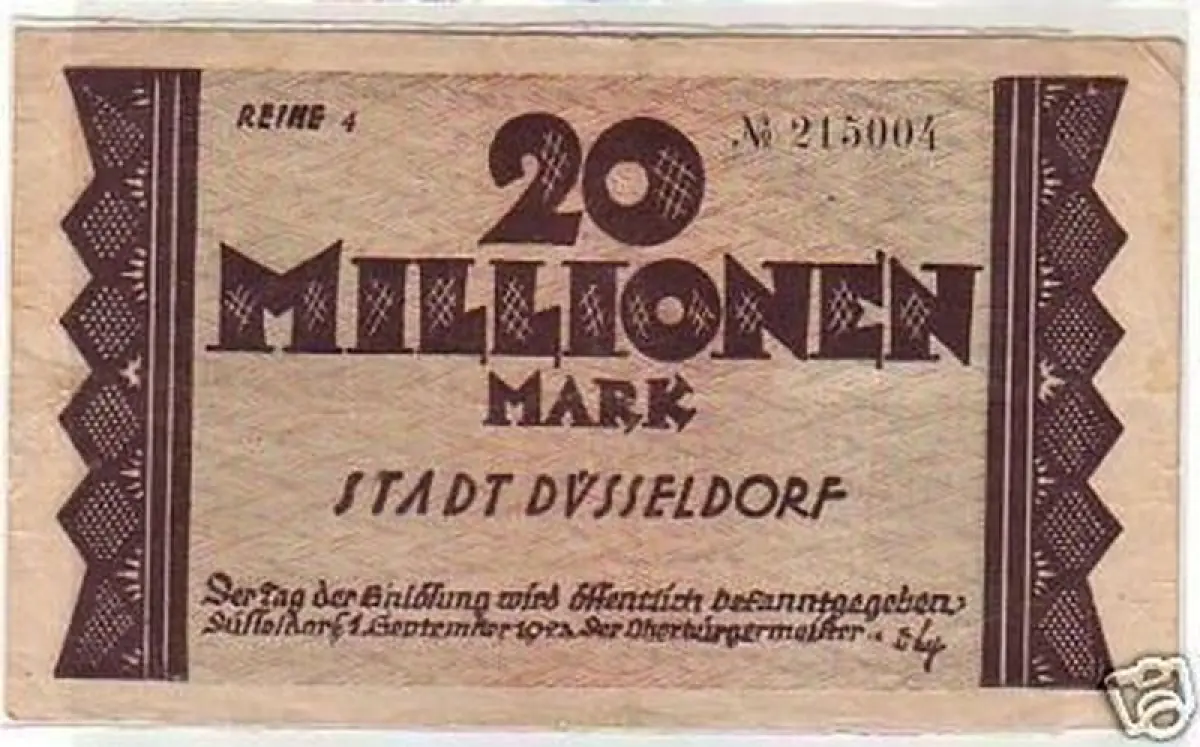 REIHE 4
№ 215004
20
MILLIONEN
MARK
STADT DÜSSELDORF
Der Tag der Einlösung wird öffentlich bekanntgegeben,
Düsseldorf, 1. September 1923. Der Oberbürgermeister